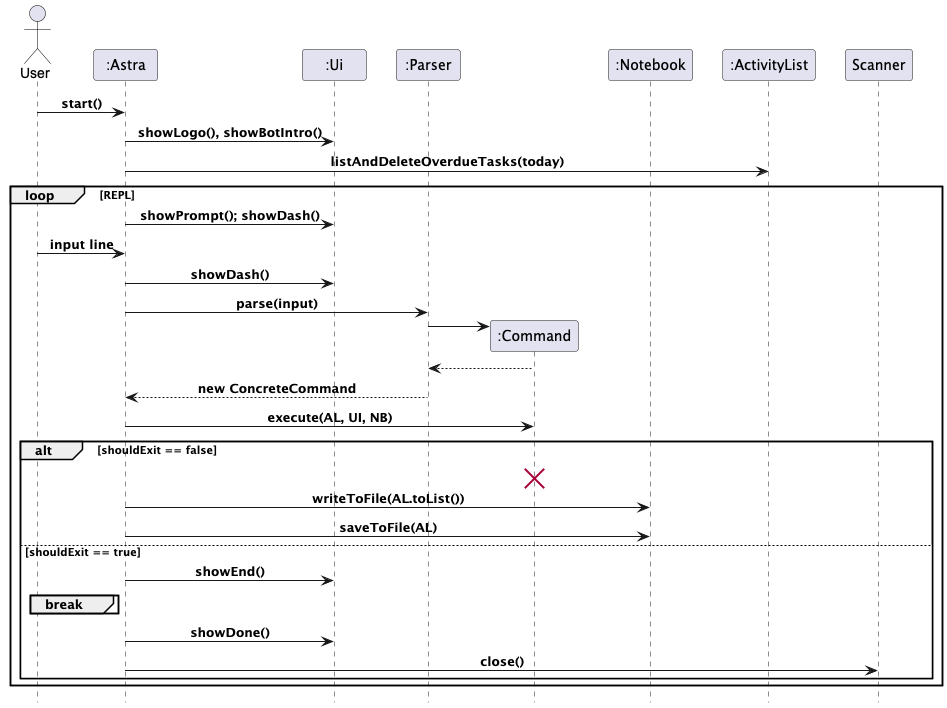 User
:Astra
:Ui
:Parser
:Notebook
:ActivityList
Scanner
start()
showLogo(), showBotIntro()
listAndDeleteOverdueTasks(today)
loop
[REPL]
showPrompt(); showDash()
input line
showDash()
parse(input)
:Command
new ConcreteCommand
execute(AL, UI, NB)
alt
[shouldExit == false]
writeToFile(AL.toList())
saveToFile(AL)
[shouldExit == true]
showEnd()
break
showDone()
close()